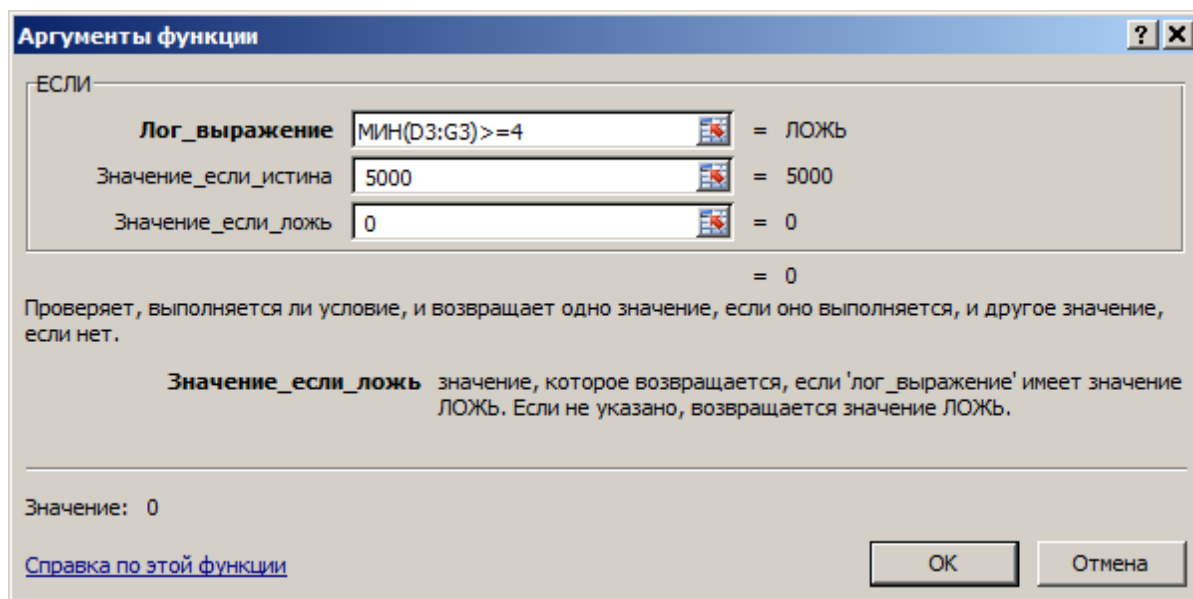 Аргументы функции
ЕСЛИ
Лог_выражение МИН(D3:G3)>=4 = ЛОЖЬ
Значение_если_истина 5000 = 5000
Значение_если_ложь 0 = 0
= 0
Проверяет, выполняется ли условие, и возвращает одно значение, если оно выполняется, и другое значение,
если нет.
Значение_если_ложь значение, которое возвращается, если 'лог_выражение' имеет значение
ЛОЖЬ. Если не указано, возвращается значение ЛОЖЬ.
Значение: 0
Справка по этой функции OK Отмена